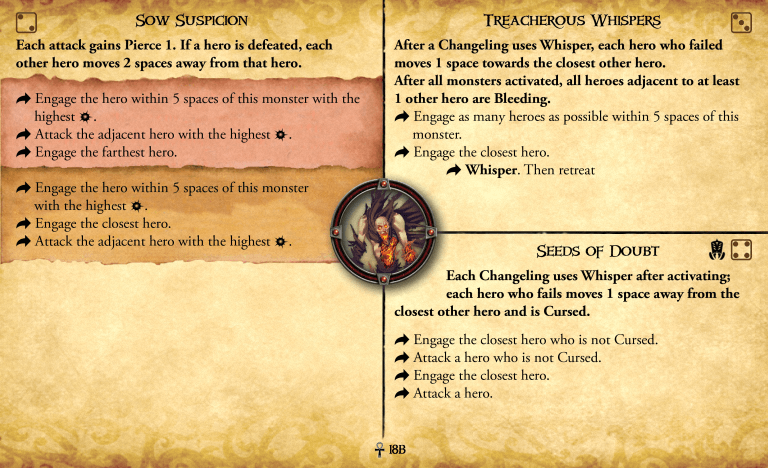 Sow Suspicion
Each attack gains Pierce 1. If a hero is defeated, each
other hero moves 2 spaces away from that hero.
Engage the hero within 5 spaces of this monster with the
highest .
Attack the adjacent hero with the highest .
Engage the farthest hero.
Engage the hero within 5 spaces of this monster
with the highest .
Engage the closest hero.
Attack the adjacent hero with the highest .
Treacherous Whispers
After a Changeling uses Whisper, each hero who failed
moves 1 space towards the closest other hero.
After all monsters activated, all heroes adjacent to at least
1 other hero are Bleeding.
Engage as many heroes as possible within 5 spaces of this
monster.
Engage the closest hero.
Whisper. Then retreat
Seeds of Doubt
Each Changeling uses Whisper after activating;
each hero who fails moves 1 space away from the
closest other hero and is Cursed.
Engage the closest hero who is not Cursed.
Attack a hero who is not Cursed.
Engage the closest hero.
Attack a hero.
18B